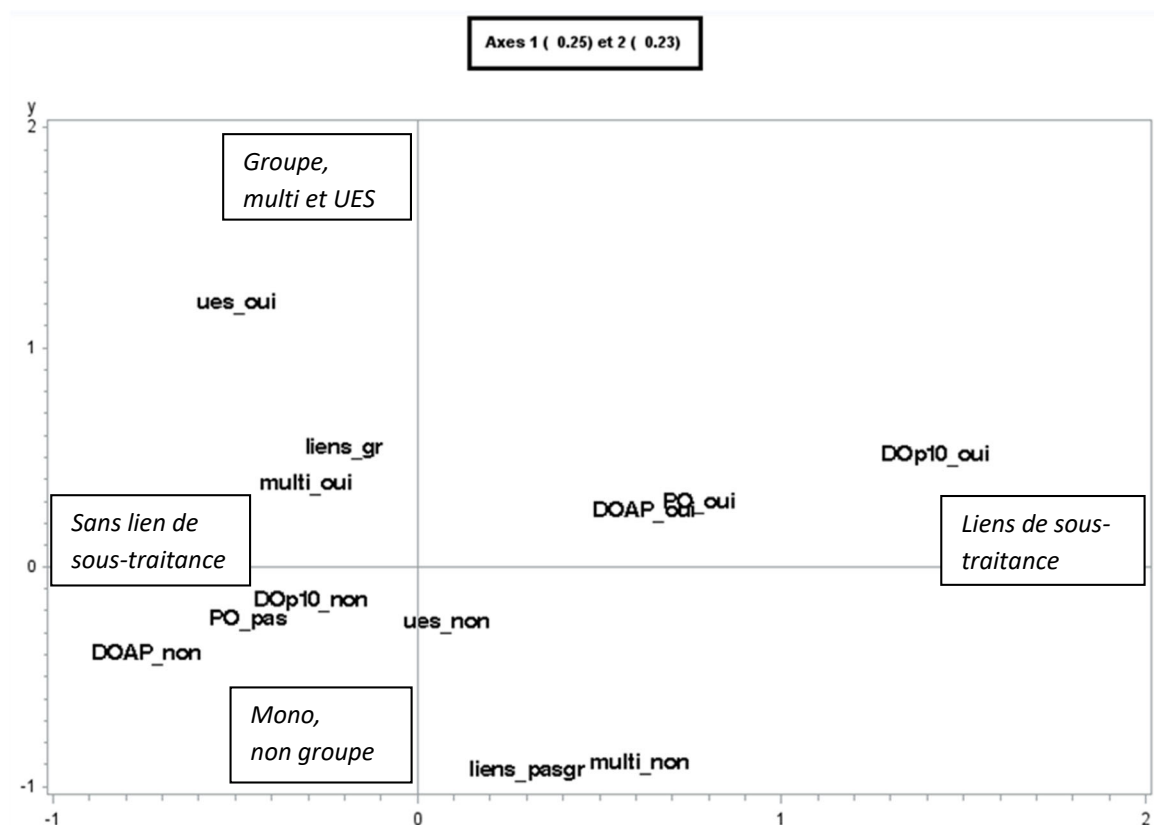 Axes 1 ( 0.25) et 2 ( 0.23)
y
2
Groupe,
multi et UES
ues_oui
1
liens_gr
DOp10_oui
multi_oui
PO_oui
DOAP_oui
Sans lien de
sous-traitance
Liens de sous-
traitance
0
DOp10_non
PO_pas
ues_non
DOAP_non
Mono,
non groupe
multi_non
liens_pasgr
-1
-1 0 1 2